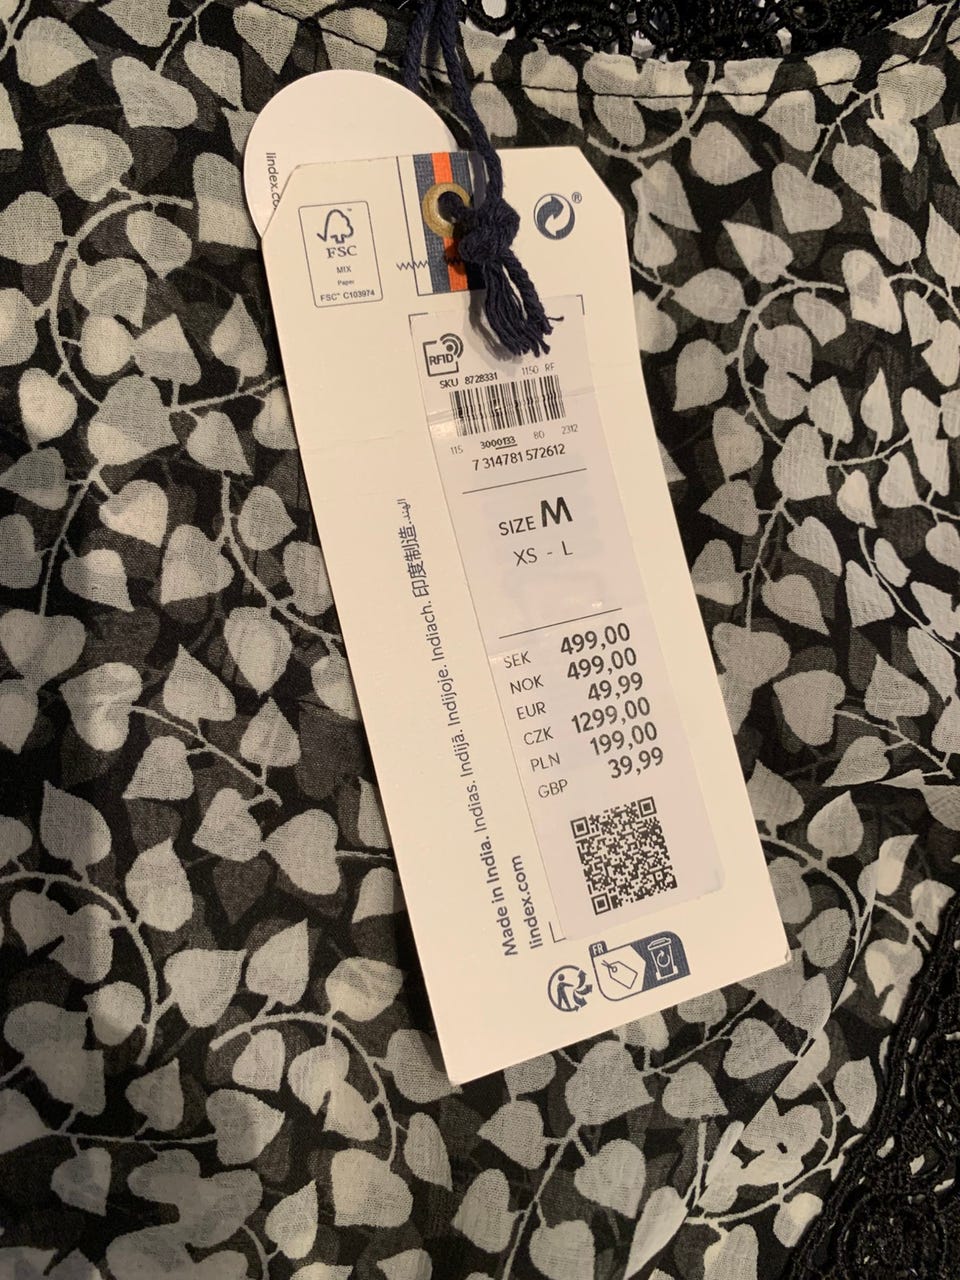 lindex.co
FSC
MIX
Paper
FSC™ C103974
®
RFID
SKU 8728331 1150 RF
115 3000133 80 2312
7 314781 572612
SIZE M
XS - L
SEK 499,00
NOK 499,00
EUR 49,99
CZK 1299,00
PLN 199,00
GBP 39,99
Made in India. Indias. Indijā. Indijoje. Indiach. 印度制造. الهند.
lindex.com
FR